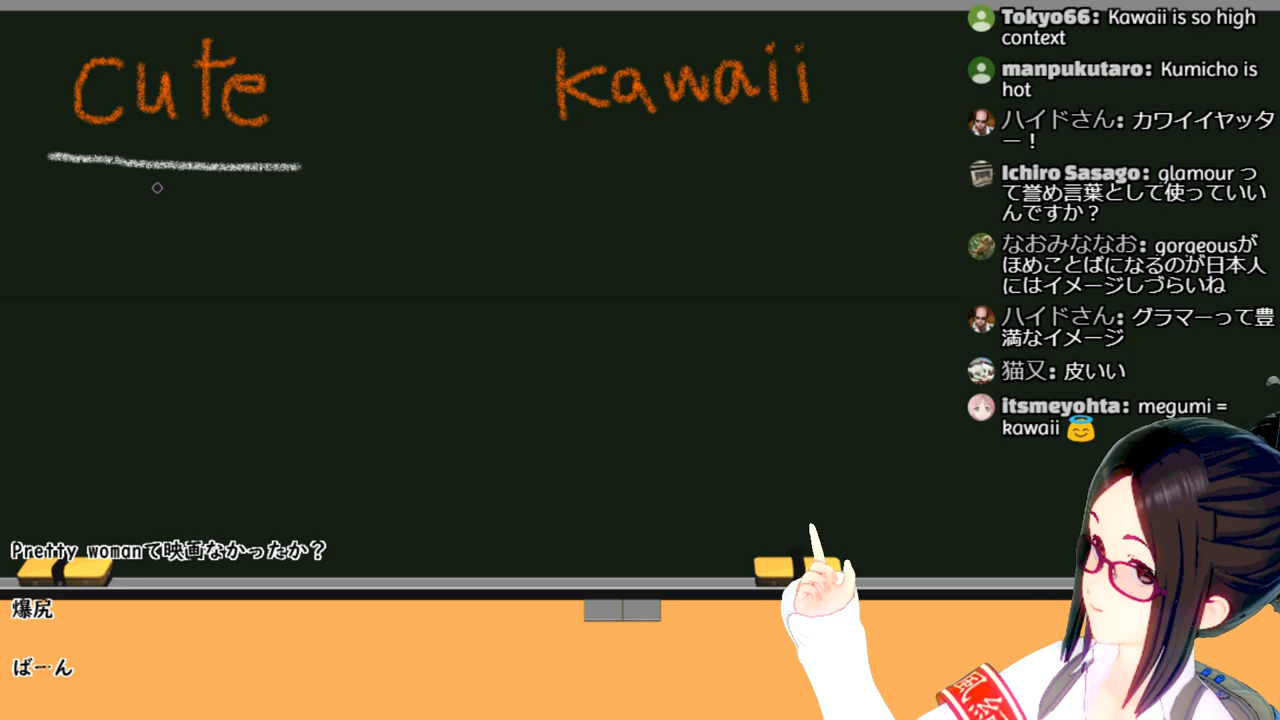 cute
kawaii
Tokyo66: Kawaii is so high
context
manpukutaro: Kumicho is
hot
ハイドさん: カワイイヤッタ
ー！
Ichiro Sasago: glamour っ
て誉め言葉として使っていい
んですか？
なおみななお: gorgeousが
ほめことばになるのが日本人
にはイメージしづらいね
ハイドさん: グラマーって豊
満なイメージ
猫又: 皮いい
itsmeyohta: megumi =
kawaii 😇
Pretty womanて映画なかったか？
爆尻
ばーん
風紀